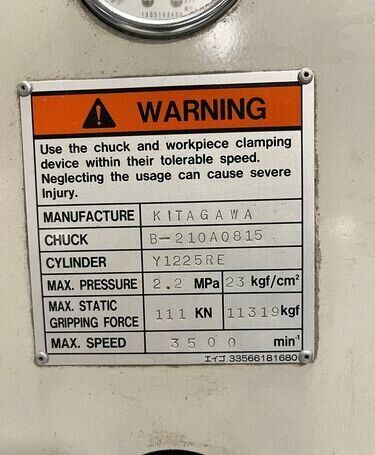 WARNING
Use the chuck and workpiece clamping
device within their tolerable speed.
Neglecting the usage can cause severe
Injury.
MANUFACTURE KITAGAWA
CHUCK B-210A0815
CYLINDER Y1225RE
MAX. PRESSURE 2.2 MPa 23 kgf/cm²
MAX. STATIC
GRIPPING FORCE 111 KN 11319 kgf
MAX. SPEED 3500 min⁻¹
エイゴ 33566181680